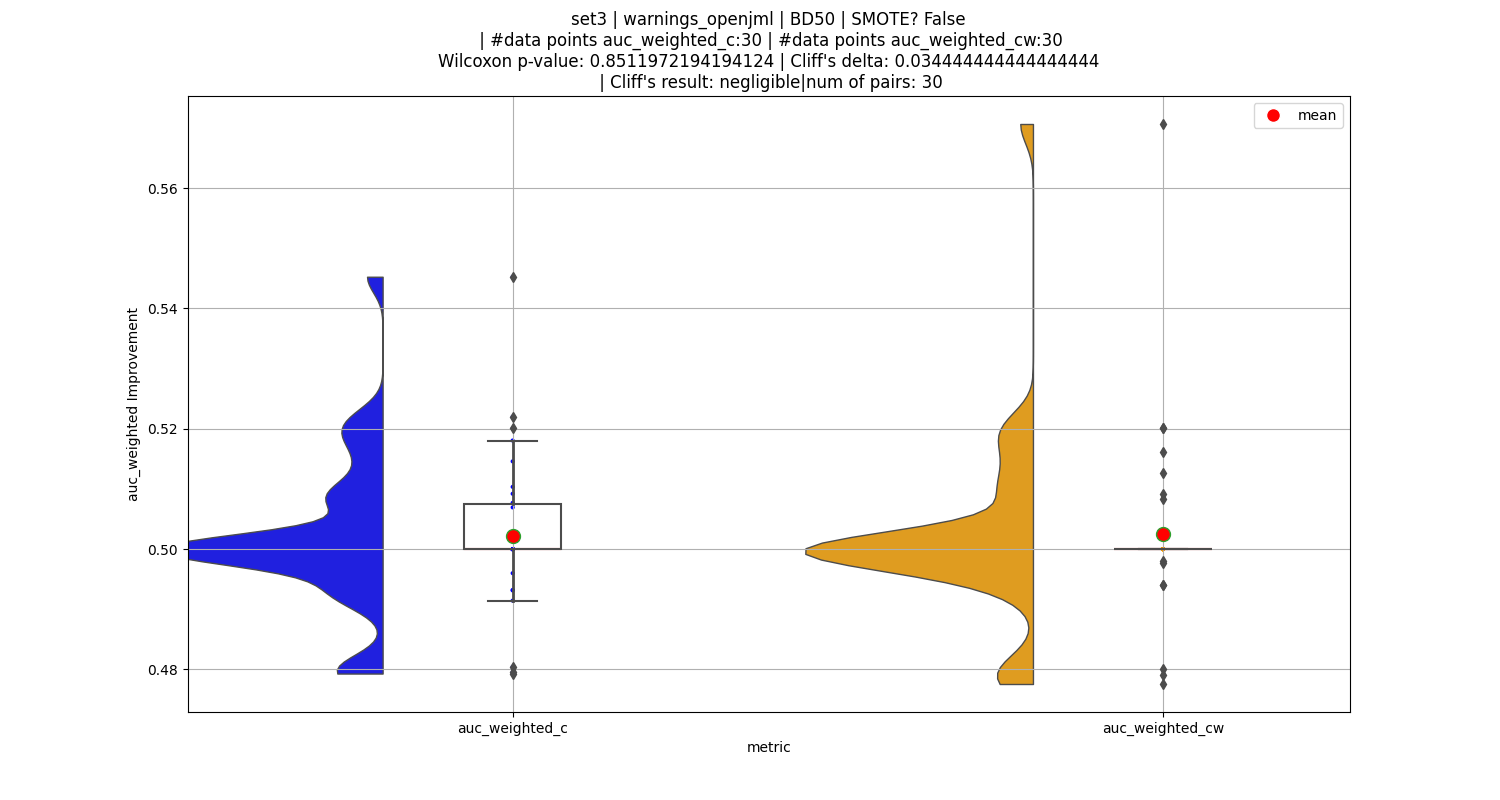 set3 | warnings_openjml | BD50 | SMOTE? False
| #data points auc_weighted_c:30 | #data points auc_weighted_cw:30
Wilcoxon p-value: 0.8511972194194124 | Cliff's delta: 0.034444444444444444
| Cliff's result: negligible|num of pairs: 30
mean
0.56
0.54
0.52
0.50
0.48
auc_weighted Improvement
auc_weighted_c
auc_weighted_cw
metric